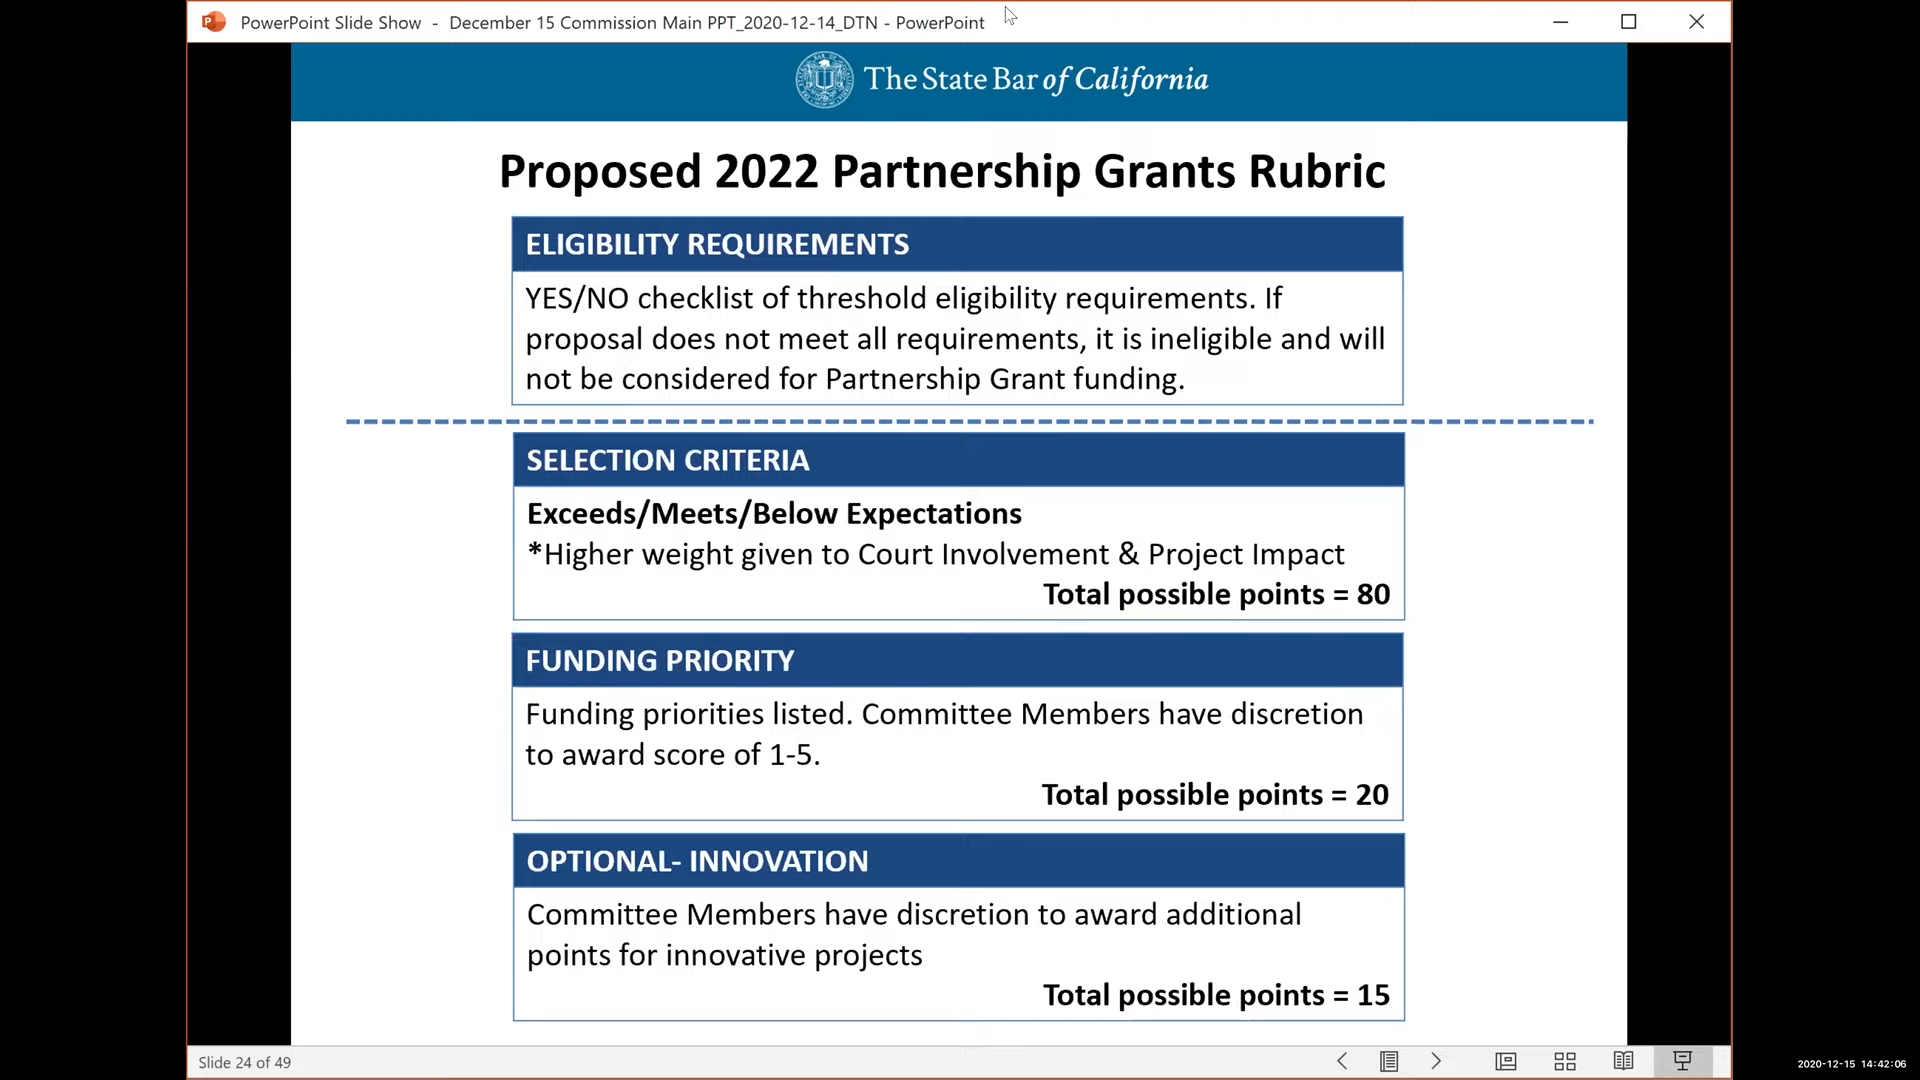 PowerPoint Slide Show - December 15 Commission Main PPT_2020-12-14_DTN - PowerPoint
The State Bar of California
Proposed 2022 Partnership Grants Rubric
ELIGIBILITY REQUIREMENTS
YES/NO checklist of threshold eligibility requirements. If
proposal does not meet all requirements, it is ineligible and will
not be considered for Partnership Grant funding.
SELECTION CRITERIA
Exceeds/Meets/Below Expectations
*Higher weight given to Court Involvement & Project Impact
Total possible points = 80
FUNDING PRIORITY
Funding priorities listed. Committee Members have discretion
to award score of 1-5.
Total possible points = 20
OPTIONAL- INNOVATION
Committee Members have discretion to award additional
points for innovative projects
Total possible points = 15
Slide 24 of 49
2020-12-15 14:42:06